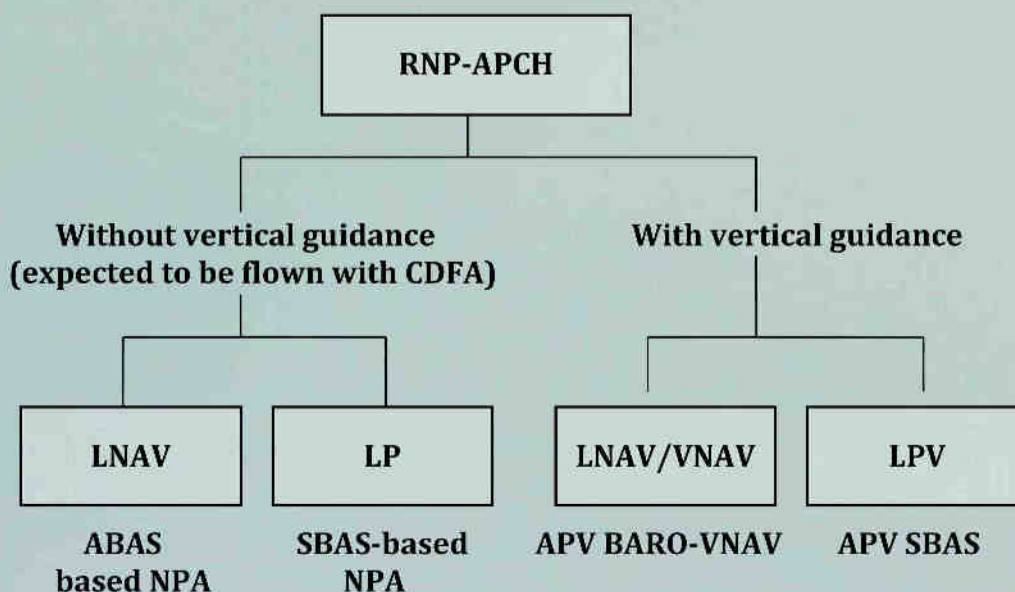 RNP-APCH
Without vertical guidance
(expected to be flown with CDFA)
With vertical guidance
LNAV
LP
LNAV/VNAV
LPV
ABAS
based NPA
SBAS-based
NPA
APV BARO-VNAV
APV SBAS